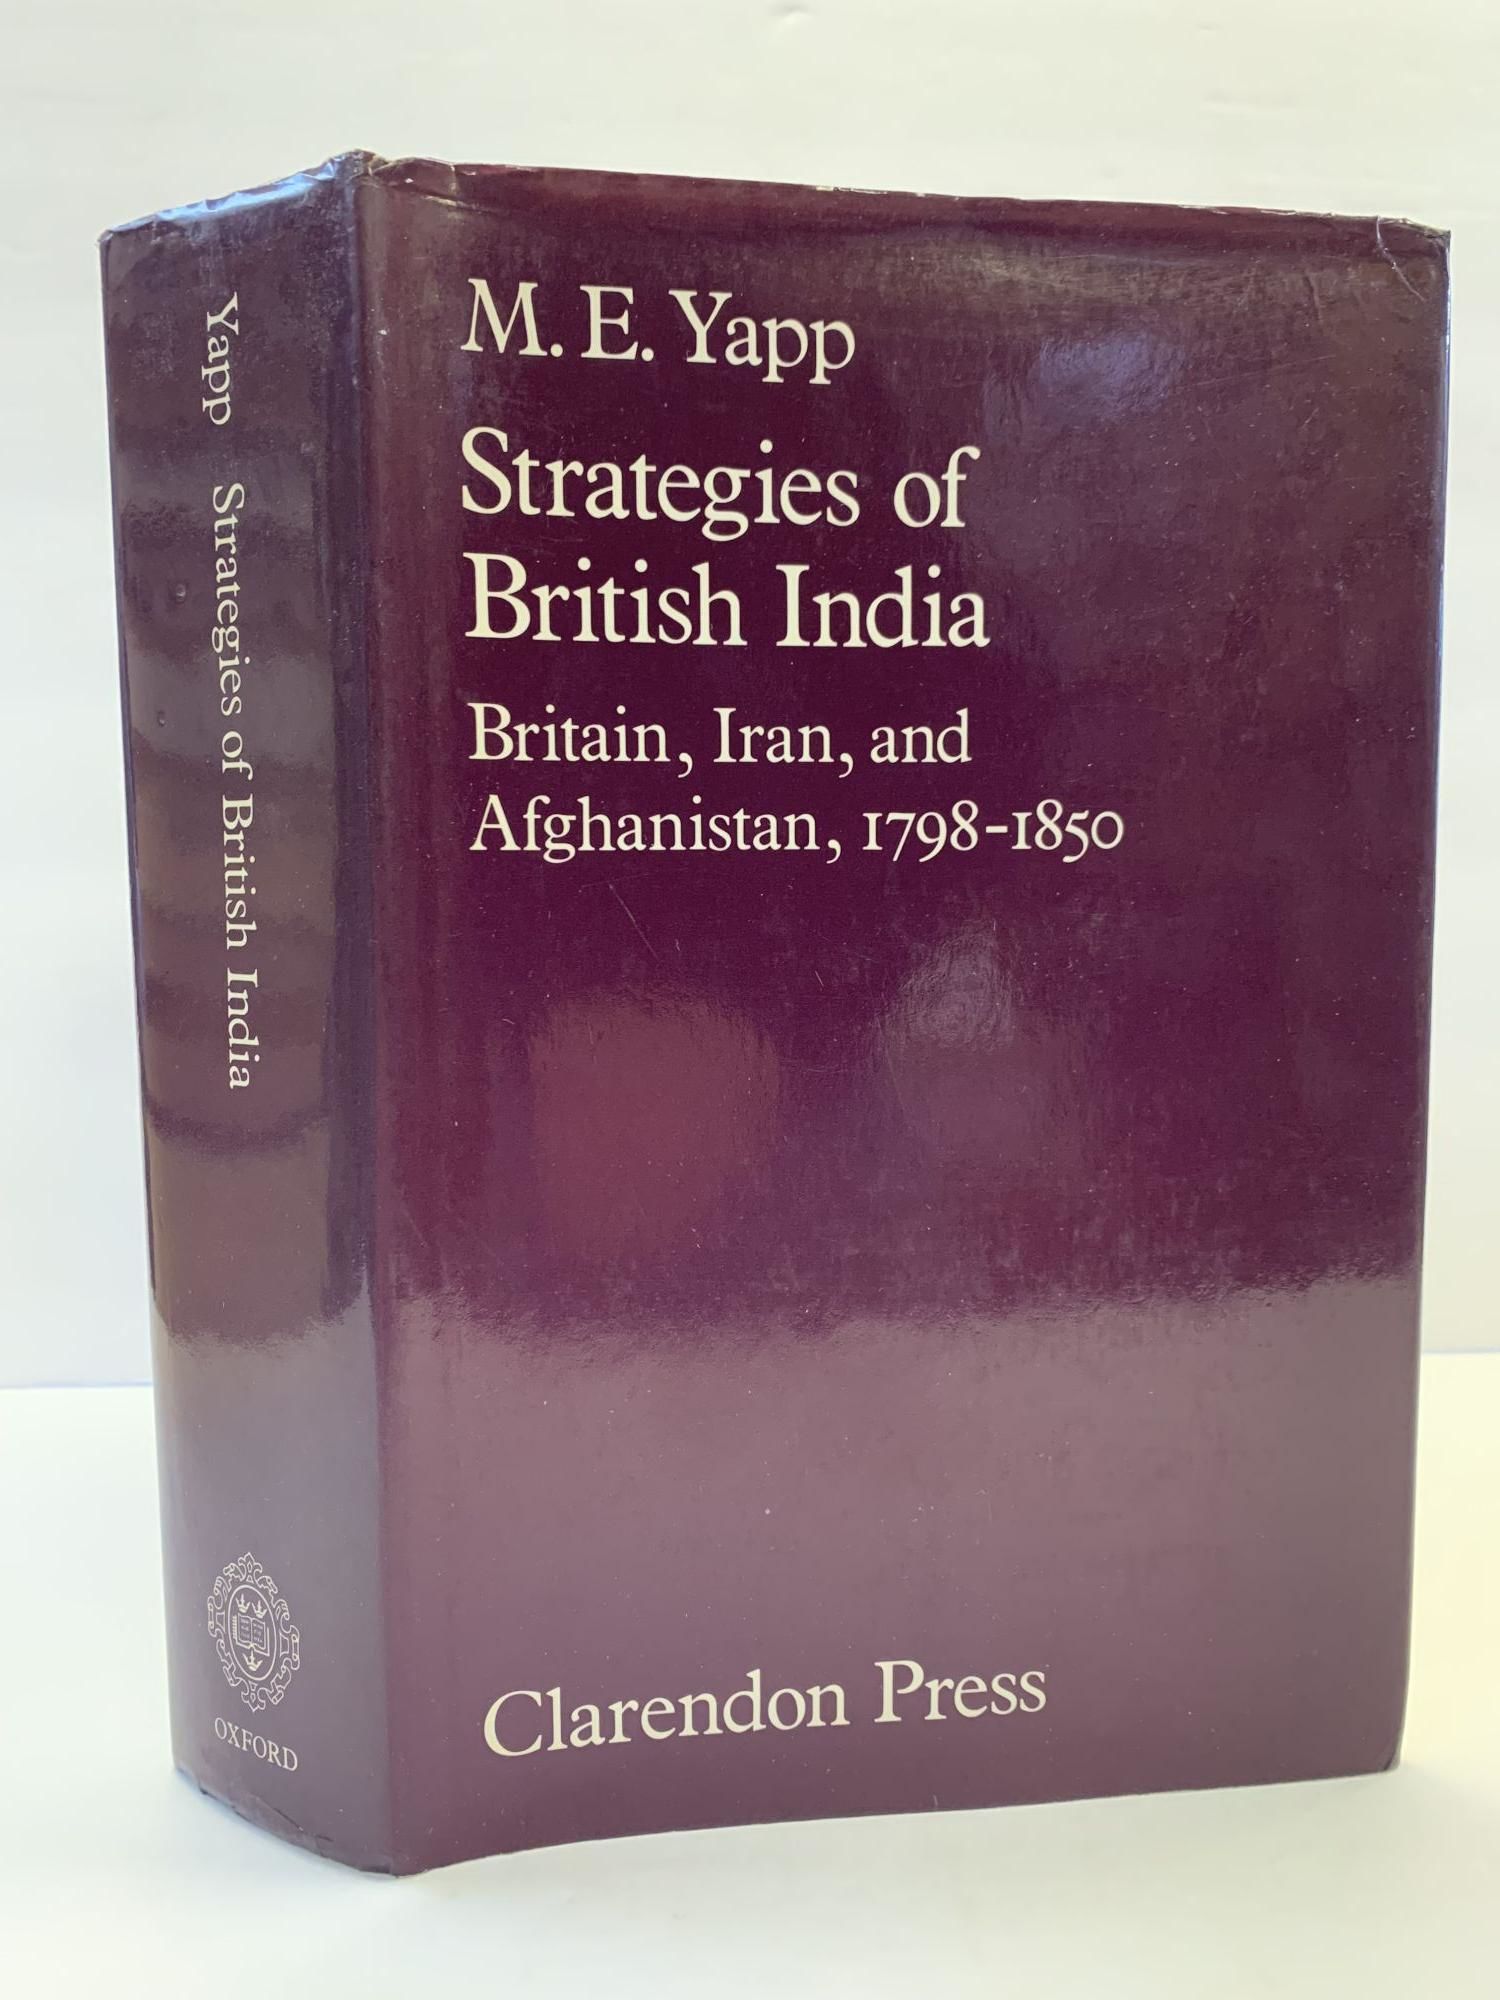 Yapp Strategies of British India
OXFORD
M. E. Yapp
Strategies of
British India
Britain, Iran, and
Afghanistan, 1798-1850
Clarendon Press